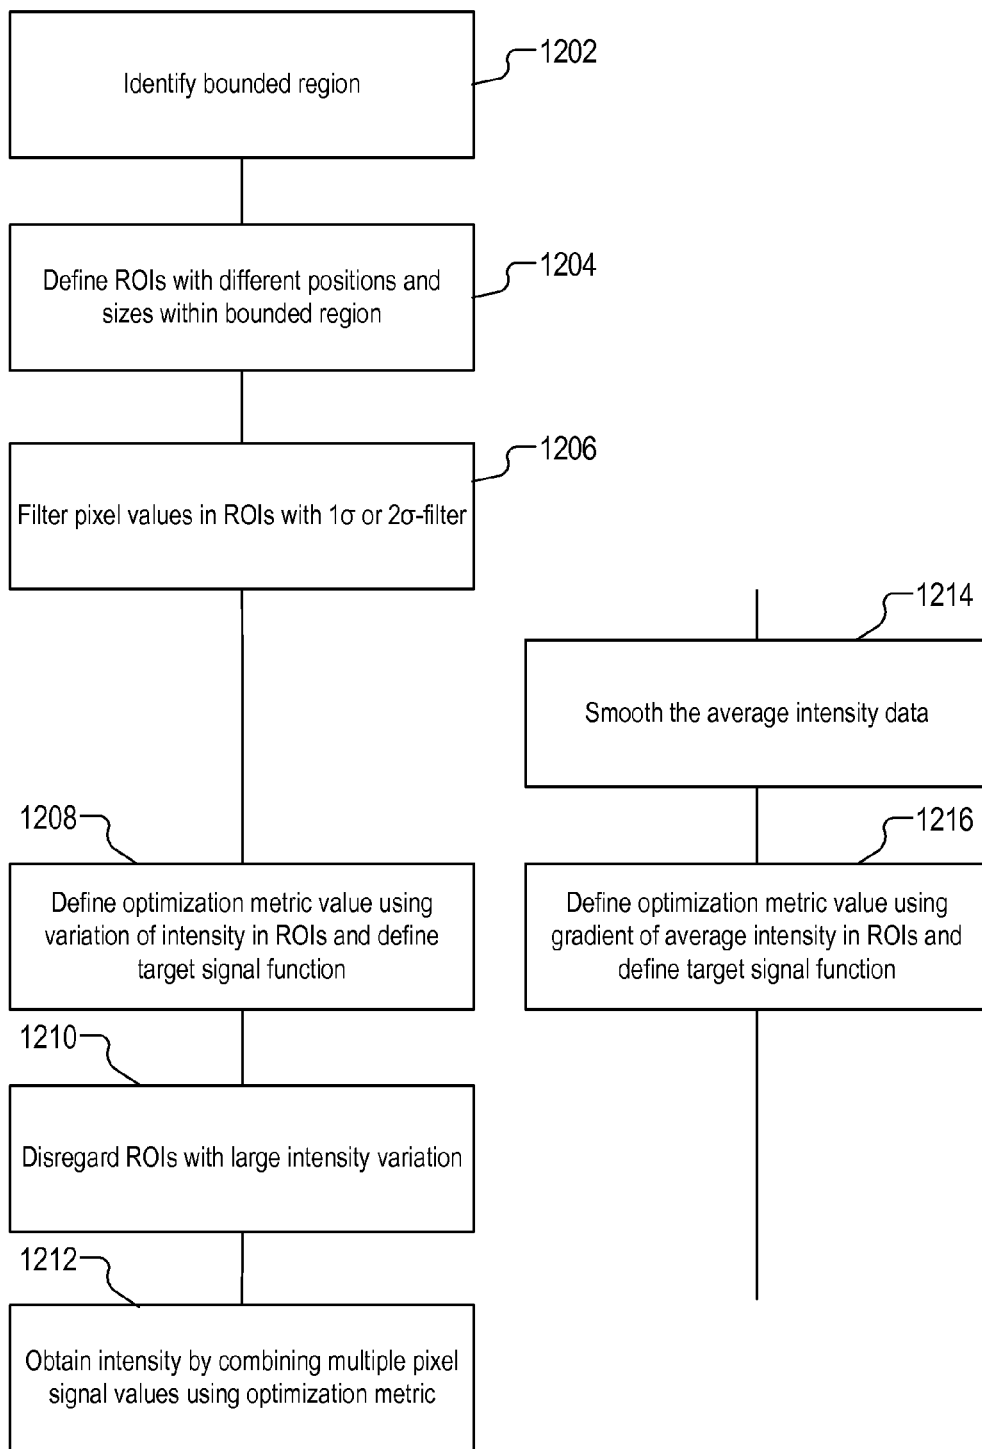 1202
Identify bounded region
1204
Define ROIs with different positions and
sizes within bounded region
1206
Filter pixel values in ROIs with 1σ or 2σ-filter
1214
Smooth the average intensity data
1208
Define optimization metric value using
variation of intensity in ROIs and define
target signal function
1216
Define optimization metric value using
gradient of average intensity in ROIs and
define target signal function
1210
Disregard ROIs with large intensity variation
1212
Obtain intensity by combining multiple pixel
signal values using optimization metric